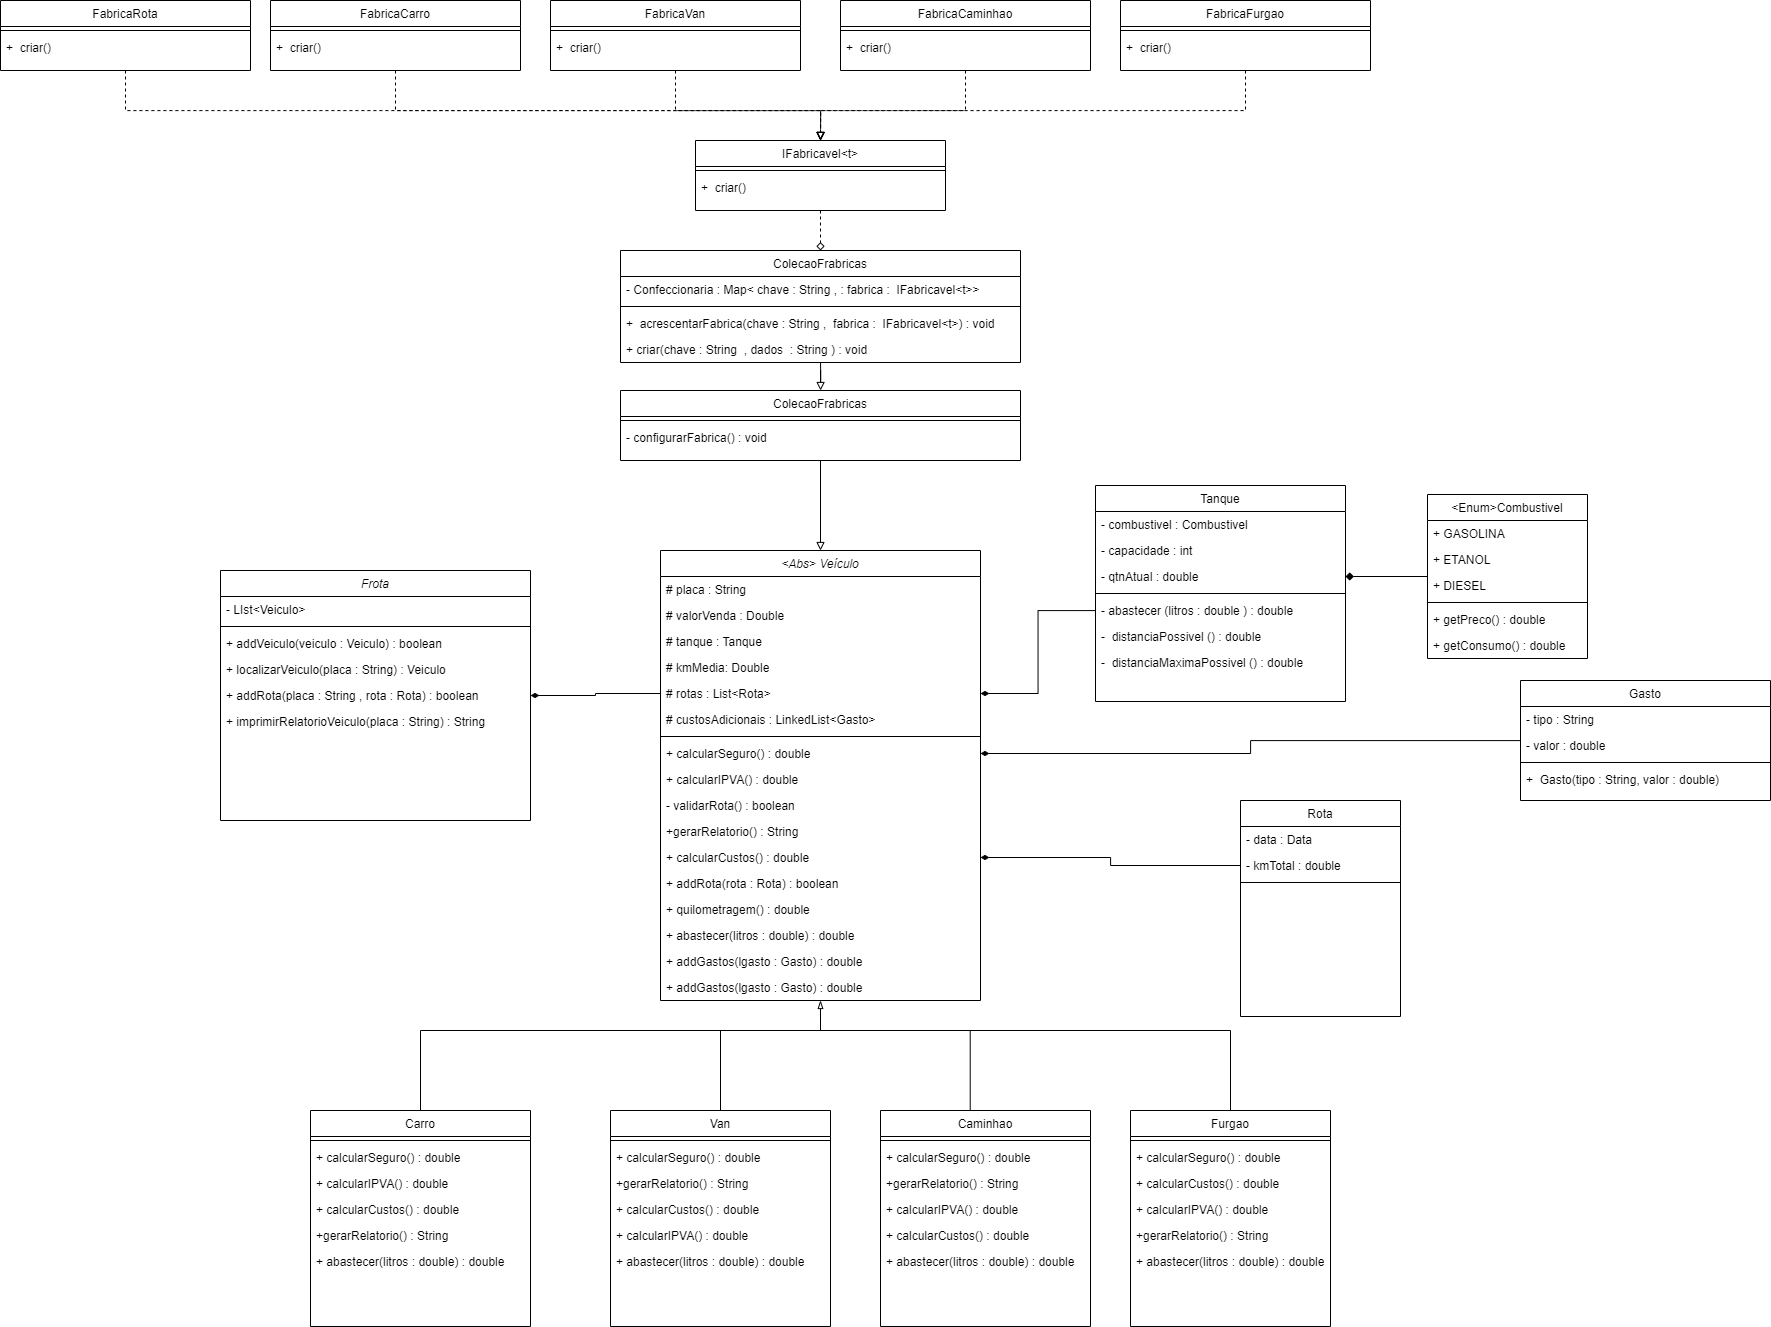 FabricaRota
+  criar()
FabricaCarro
+  criar()
FabricaVan
+  criar()
FabricaCaminhao
+  criar()
FabricaFurgao
+  criar()
IFabricavel<t>
+  criar()
ColecaoFrabricas
- Confeccionaria : Map< chave : String , : fabrica :  IFabricavel<t>>
+  acrescentarFabrica(chave : String ,  fabrica :  IFabricavel<t>) : void
+ criar(chave : String  , dados  : String ) : void
ColecaoFrabricas
- configurarFabrica() : void
Frota
- LIst<Veiculo>
+ addVeiculo(veiculo : Veiculo) : boolean
+ localizarVeiculo(placa : String) : Veiculo
+ addRota(placa : String , rota : Rota) : boolean
+ imprimirRelatorioVeiculo(placa : String) : String
<Abs> Veículo
# placa : String
# valorVenda : Double
# tanque : Tanque
# kmMedia: Double
# rotas : List<Rota>
# custosAdicionais : LinkedList<Gasto>
+ calcularSeguro() : double
+ calcularIPVA() : double
- validarRota() : boolean
+gerarRelatorio() : String
+ calcularCustos() : double
+ addRota(rota : Rota) : boolean
+ quilometragem() : double
+ abastecer(litros : double) : double
+ addGastos(lgasto : Gasto) : double
+ addGastos(lgasto : Gasto) : double
Tanque
- combustivel : Combustivel
- capacidade : int
- qtnAtual : double
- abastecer (litros : double ) : double
-  distanciaPossivel () : double
-  distanciaMaximaPossivel () : double
<Enum>Combustivel
+ GASOLINA
+ ETANOL
+ DIESEL
+ getPreco() : double
+ getConsumo() : double
Gasto
- tipo : String
- valor : double
+  Gasto(tipo : String, valor : double)
Rota
- data : Data
- kmTotal : double
Carro
+ calcularSeguro() : double
+ calcularIPVA() : double
+ calcularCustos() : double
+gerarRelatorio() : String
+ abastecer(litros : double) : double
Van
+ calcularSeguro() : double
+gerarRelatorio() : String
+ calcularCustos() : double
+ calcularIPVA() : double
+ abastecer(litros : double) : double
Caminhao
+ calcularSeguro() : double
+gerarRelatorio() : String
+ calcularIPVA() : double
+ calcularCustos() : double
+ abastecer(litros : double) : double
Furgao
+ calcularSeguro() : double
+ calcularCustos() : double
+ calcularIPVA() : double
+gerarRelatorio() : String
+ abastecer(litros : double) : double